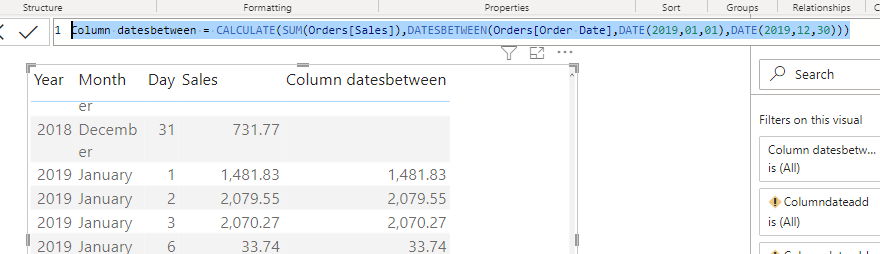 Structure Formatting Properties Sort Groups Relationships C
1 Column datesbetween = CALCULATE(SUM(Orders[Sales]),DATESBETWEEN(Orders[Order Date],DATE(2019,01,01),DATE(2019,12,30)))
Search
Year Month Day Sales Column datesbetween
er
Filters on this visual
2018 Decemb 31 731.77
er
Column datesbetw...
is (All)
2019 January 1 1,481.83 1,481.83
2019 January 2 2,079.55 2,079.55
Columndateadd
2019 January 3 2,070.27 2,070.27
is (All)
2019 January 6 33.74 33.74